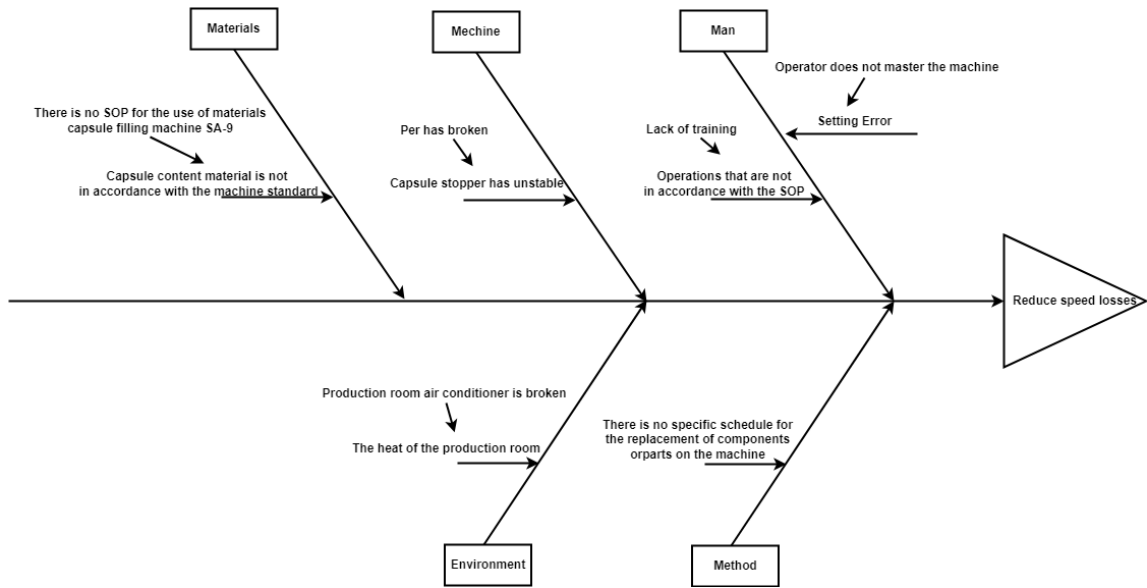 Materials
Mechine
Man
Operator does not master the machine
There is no SOP for the use of materials
capsule filling machine SA-9
Per has broken
Lack of training
Setting Error
Capsule content material is not
in accordance with the machine standard
Capsule stopper has unstable
Operations that are not
in accordance with the SOP
Reduce speed losses
Production room air conditioner is broken
The heat of the production room
There is no specific schedule for
the replacement of components
orparts on the machine
Environment
Method